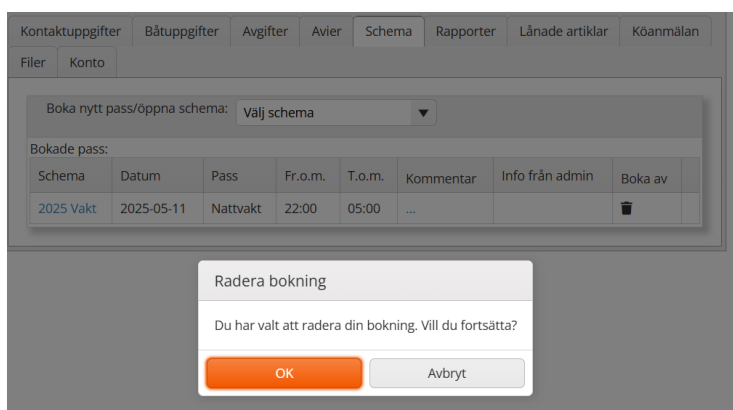 Kontaktuppgifter Båtuppgifter Avgifter Avier Schema Rapporter Lånade artiklar Köanmälan
Filer Konto
Boka nytt pass/öppna schema: Välj schema
Bokade pass:
Schema Datum Pass Fr.o.m. T.o.m. Kommentar Info från admin Boka av
2025 Vakt 2025-05-11 Nattvakt 22:00 05:00 ...
Radera bokning
Du har valt att radera din bokning. Vill du fortsätta?
OK Avbryt